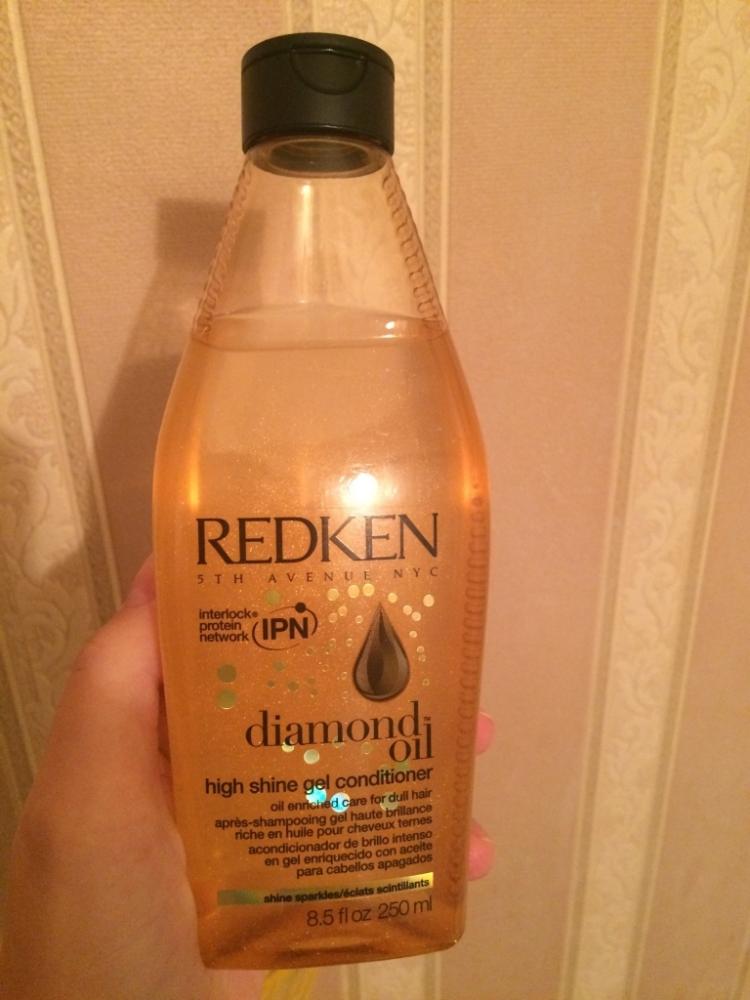 REDKEN
5TH AVENUE NYC
interlock®
protein
network
IPN
diamond
oil™
high shine gel conditioner
oil enriched care for dull hair
après-shampooing gel haute brillance
riche en huile pour cheveux ternes
acondicionador de brillo intenso
en gel enriquecido con aceite
para cabellos apagados
shine sparkles/éclats scintillants
8.5 fl oz 250 ml